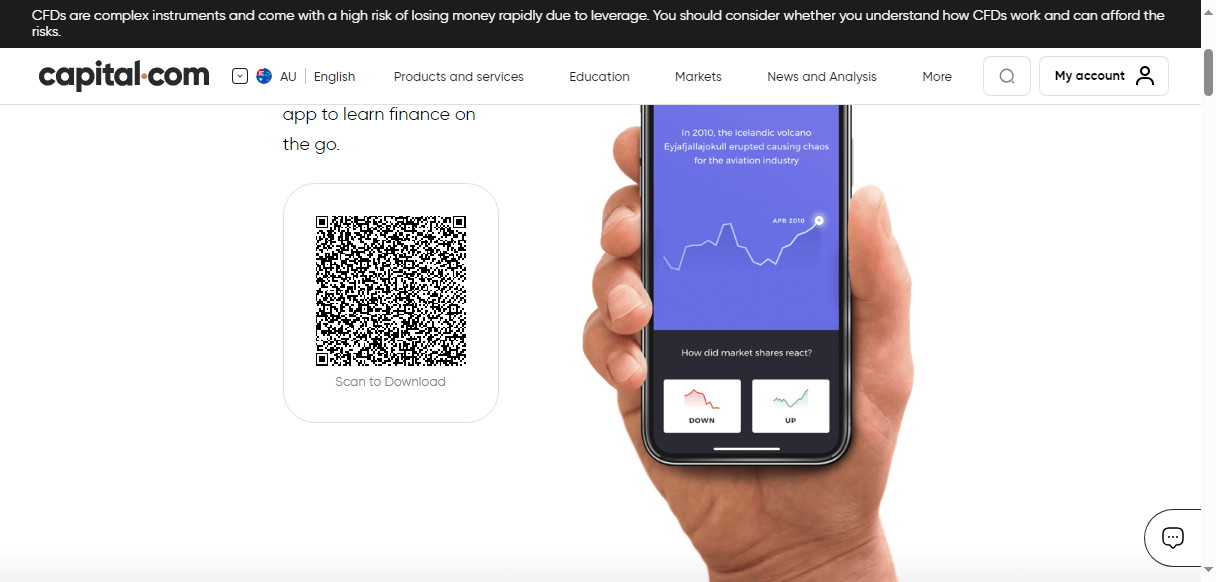 CFDs are complex instruments and come with a high risk of losing money rapidly due to leverage. You should consider whether you understand how CFDs work and can afford the
risks.
capital.com
AU
English
Products and services
Education
Markets
News and Analysis
More
My account
app to learn finance on
the go.
Scan to Download
In 2010, the Icelandic volcano
Eyjafjallajokull erupted causing chaos
for the aviation industry
APR 2010
How did market shares react?
DOWN
UP